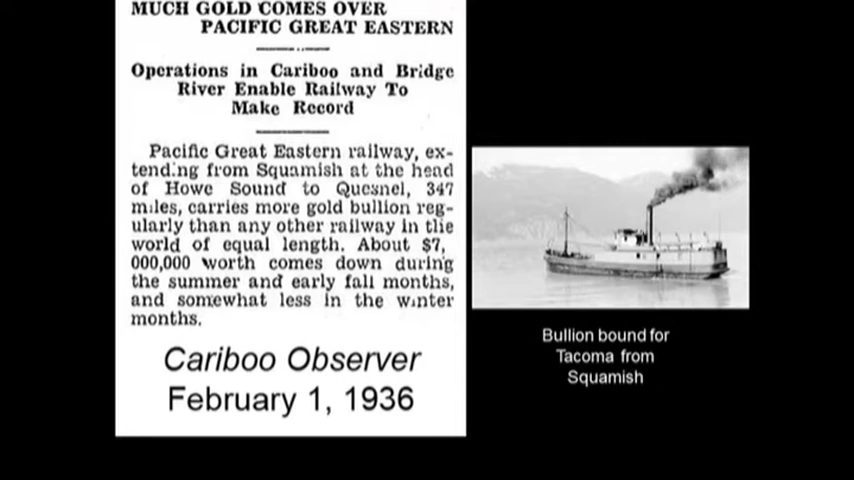 MUCH GOLD COMES OVER
PACIFIC GREAT EASTERN
Operations in Cariboo and Bridge
River Enable Railway To
Make Record
Pacific Great Eastern railway, ex-
tending from Squamish at the head
of Howe Sound to Quesnel, 347
miles, carries more gold bullion reg-
ularly than any other railway in the
world of equal length. About $7,
000,000 worth comes down during
the summer and early fall months,
and somewhat less in the winter
months.
Cariboo Observer
February 1, 1936
Bullion bound for
Tacoma from
Squamish